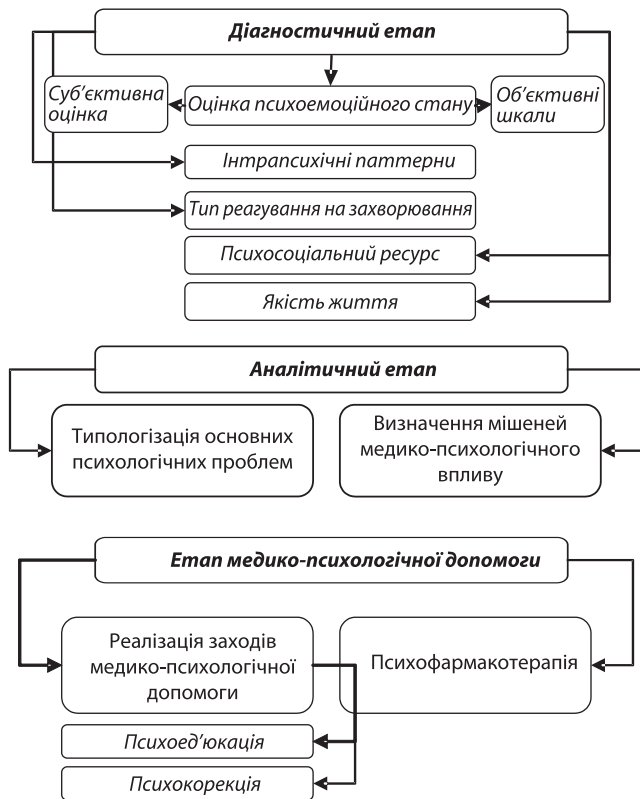 Діагностичний етап
Суб’єктивна
оцінка
Оцінка психоемоційного стану
Об’єктивні
шкали
Інтрапсихічні паттерни
Тип реагування на захворювання
Психосоціальний ресурс
Якість життя
Аналітичний етап
Типологізація основних
психологічних проблем
Визначення мішеней
медико-психологічного
впливу
Етап медико-психологічної допомоги
Реалізація заходів
медико-психологічної
допомоги
Психофармакотерапія
Психоед’юкація
Психокорекція